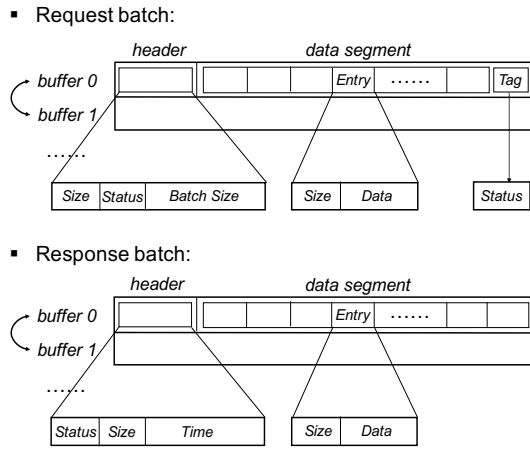 ▪ Request batch:
header data segment
buffer 0 Entry ...... Tag
buffer 1
......
Size Status Batch Size Size Data Status
▪ Response batch:
header data segment
buffer 0 Entry ......
buffer 1
......
Status Size Time Size Data